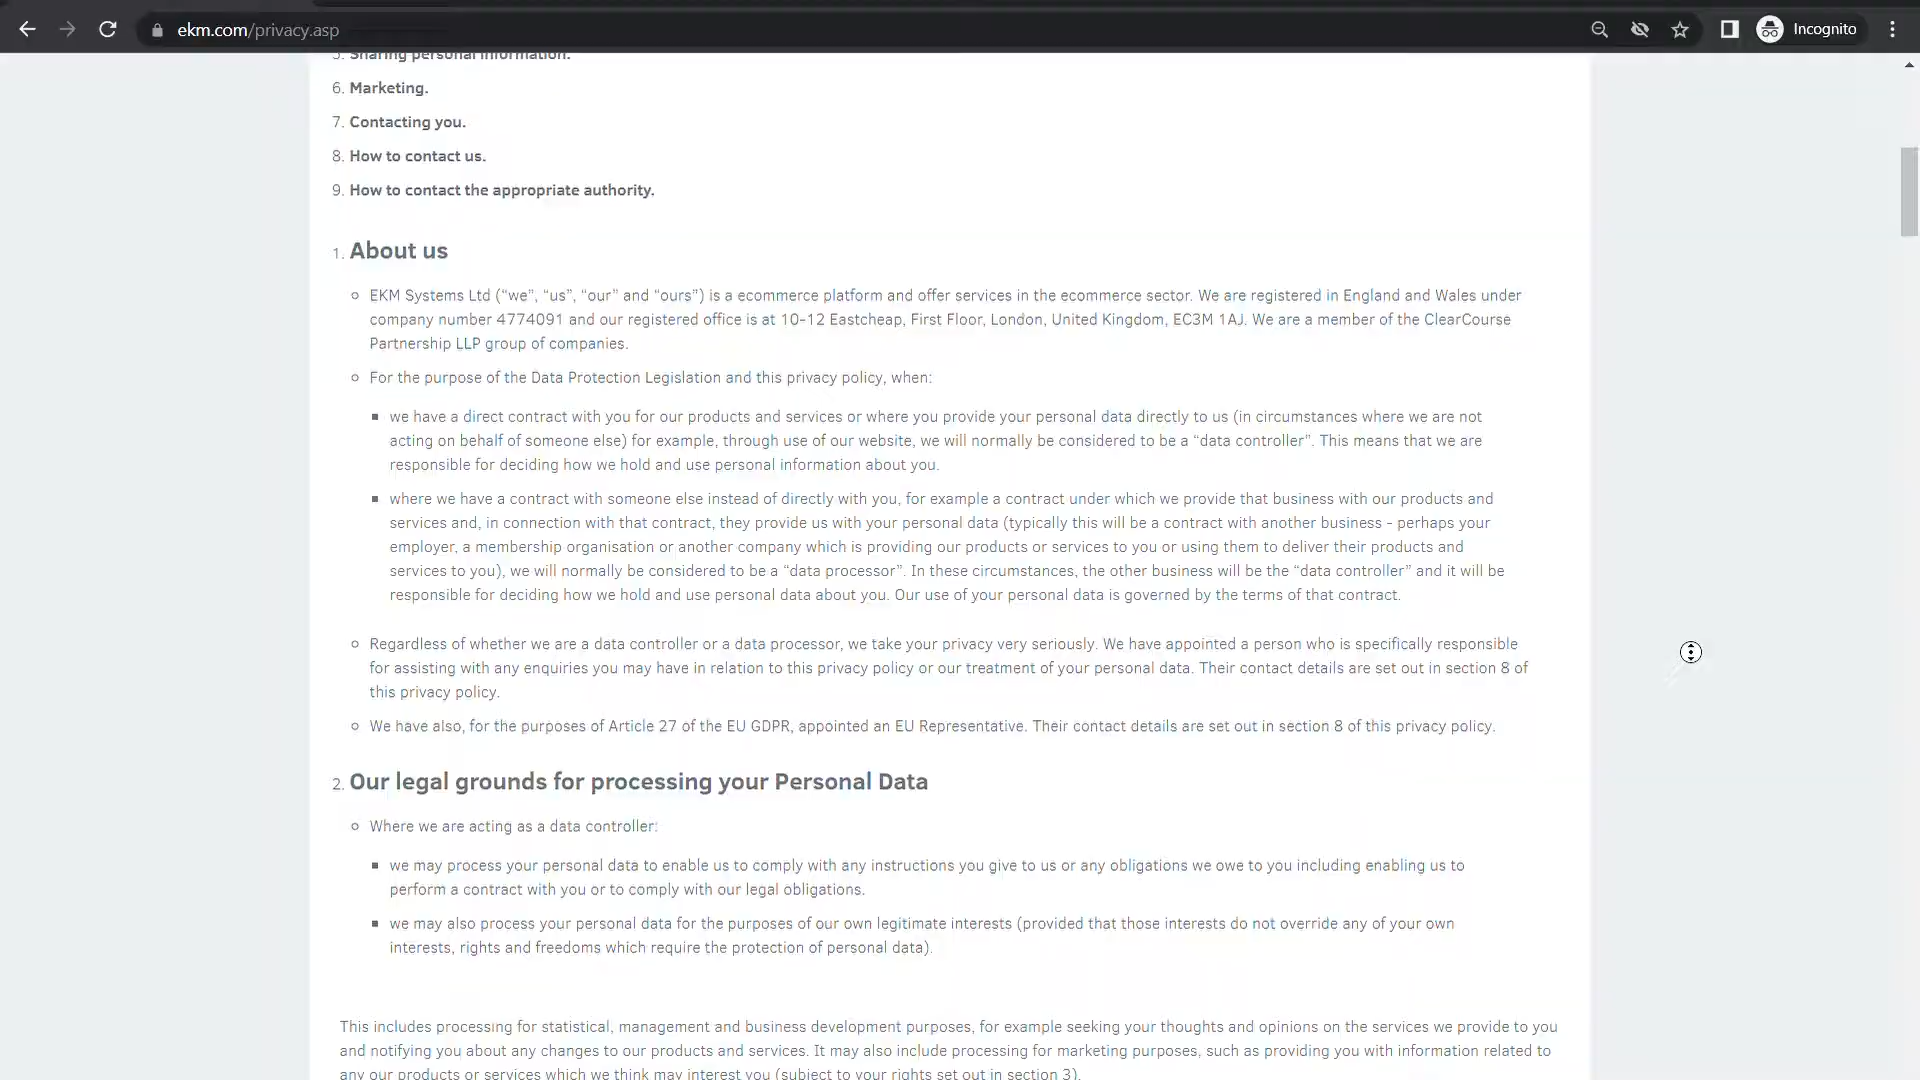 ekm.com/privacy.asp
Incognito
5. Sharing personal information.
6. Marketing.
7. Contacting you.
8. How to contact us.
9. How to contact the appropriate authority.
1. About us
EKM Systems Ltd (“we”, “us”, “our” and “ours”) is a ecommerce platform and offer services in the ecommerce sector. We are registered in England and Wales under
company number 4774091 and our registered office is at 10-12 Eastcheap, First Floor, London, United Kingdom, EC3M 1AJ. We are a member of the ClearCourse
Partnership LLP group of companies.
For the purpose of the Data Protection Legislation and this privacy policy, when:
we have a direct contract with you for our products and services or where you provide your personal data directly to us (in circumstances where we are not
acting on behalf of someone else) for example, through use of our website, we will normally be considered to be a “data controller”. This means that we are
responsible for deciding how we hold and use personal information about you.
where we have a contract with someone else instead of directly with you, for example a contract under which we provide that business with our products and
services and, in connection with that contract, they provide us with your personal data (typically this will be a contract with another business - perhaps your
employer, a membership organisation or another company which is providing our products or services to you or using them to deliver their products and
services to you), we will normally be considered to be a “data processor”. In these circumstances, the other business will be the “data controller” and it will be
responsible for deciding how we hold and use personal data about you. Our use of your personal data is governed by the terms of that contract.
Regardless of whether we are a data controller or a data processor, we take your privacy very seriously. We have appointed a person who is specifically responsible
for assisting with any enquiries you may have in relation to this privacy policy or our treatment of your personal data. Their contact details are set out in section 8 of
this privacy policy.
We have also, for the purposes of Article 27 of the EU GDPR, appointed an EU Representative. Their contact details are set out in section 8 of this privacy policy.
2. Our legal grounds for processing your Personal Data
Where we are acting as a data controller:
we may process your personal data to enable us to comply with any instructions you give to us or any obligations we owe to you including enabling us to
perform a contract with you or to comply with our legal obligations.
we may also process your personal data for the purposes of our own legitimate interests (provided that those interests do not override any of your own
interests, rights and freedoms which require the protection of personal data).
This includes processing for statistical, management and business development purposes, for example seeking your thoughts and opinions on the services we provide to you
and notifying you about any changes to our products and services. It may also include processing for marketing purposes, such as providing you with information related to
any our products or services which we think may interest you (subject to your rights set out in section 3).